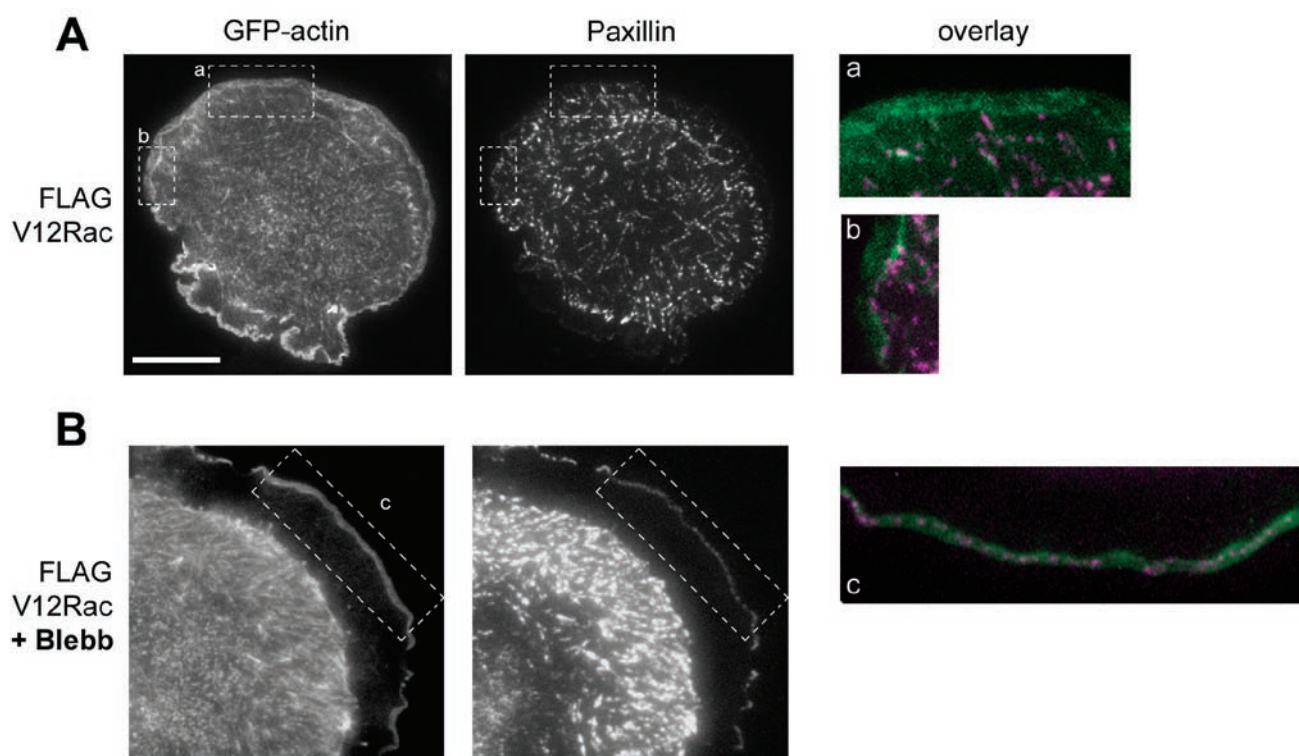 A
GFP-actin
Paxillin
overlay
a
b
FLAG
V12Rac
a
b
B
c
FLAG
V12Rac
+ Blebb
c